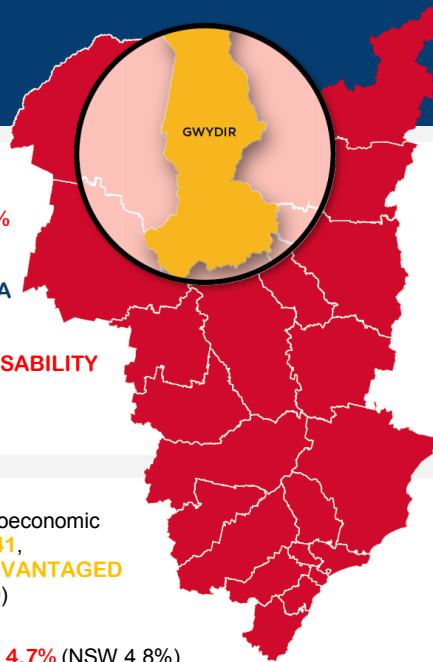 GWYDIR
%
A
SABILITY
oeconomic
41,
VANTAGED
)
4.7% (NSW 4.8%)